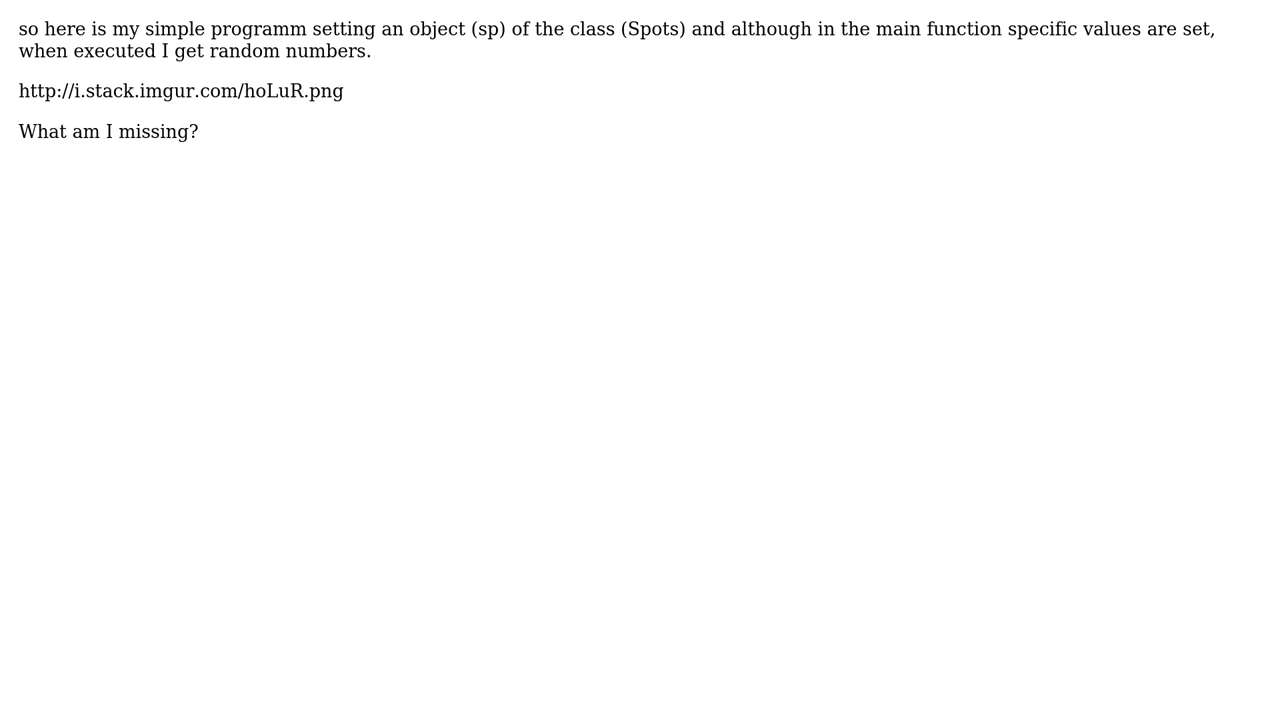 so here is my simple programm setting an object (sp) of the class (Spots) and although in the main function specific values are set,
when executed I get random numbers.
http://i.stack.imgur.com/hoLuR.png
What am I missing?